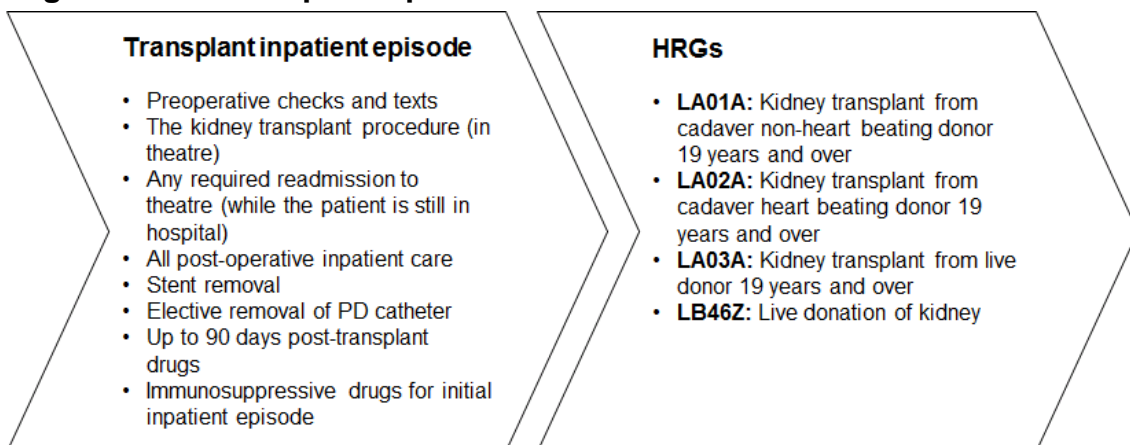 Transplant inpatient episode
• Preoperative checks and texts
• The kidney transplant procedure (in
theatre)
• Any required readmission to
theatre (while the patient is still in
hospital)
• All post-operative inpatient care
• Stent removal
• Elective removal of PD catheter
• Up to 90 days post-transplant
drugs
• Immunosuppressive drugs for initial
inpatient episode
HRGs
• LA01A: Kidney transplant from
cadaver non-heart beating donor
19 years and over
• LA02A: Kidney transplant from
cadaver heart beating donor 19
years and over
• LA03A: Kidney transplant from live
donor 19 years and over
• LB46Z: Live donation of kidney